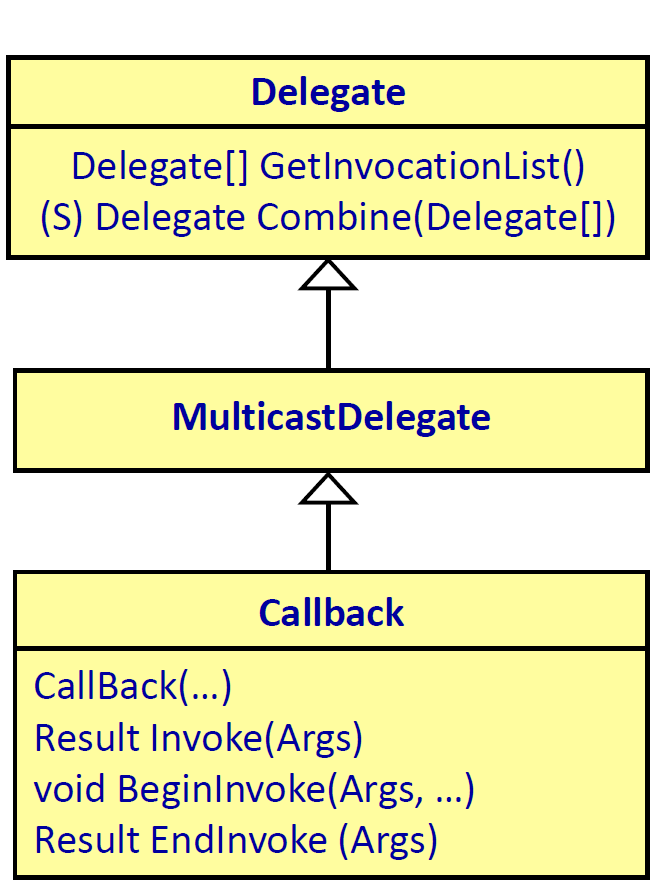 Delegate
Delegate[] GetInvocationList()
(S) Delegate Combine(Delegate[])
MulticastDelegate
Callback
CallBack(…)
Result Invoke(Args)
void BeginInvoke(Args, …)
Result EndInvoke (Args)